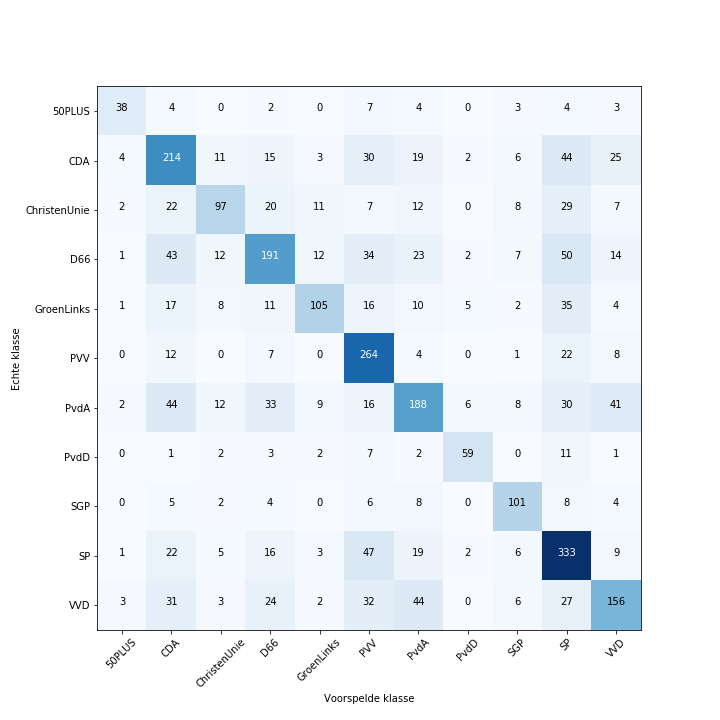 50PLUS 38 4 0 2 0 7 4 0 3 4 3
CDA 4 214 11 15 3 30 19 2 6 44 25
ChristenUnie 2 22 97 20 11 7 12 0 8 29 7
D66 1 43 12 191 12 34 23 2 7 50 14
GroenLinks 1 17 8 11 105 16 10 5 2 35 4
PVV 0 12 0 7 0 264 4 0 1 22 8
PvdA 2 44 12 33 9 16 188 6 8 30 41
PvdD 0 1 2 3 2 7 2 59 0 11 1
SGP 0 5 2 4 0 6 8 0 101 8 4
SP 1 22 5 16 3 47 19 2 6 333 9
VVD 3 31 3 24 2 32 44 0 6 27 156
Echte klasse
50PLUS CDA ChristenUnie D66 GroenLinks PVV PvdA PvdD SGP SP VVD
Voorspelde klasse